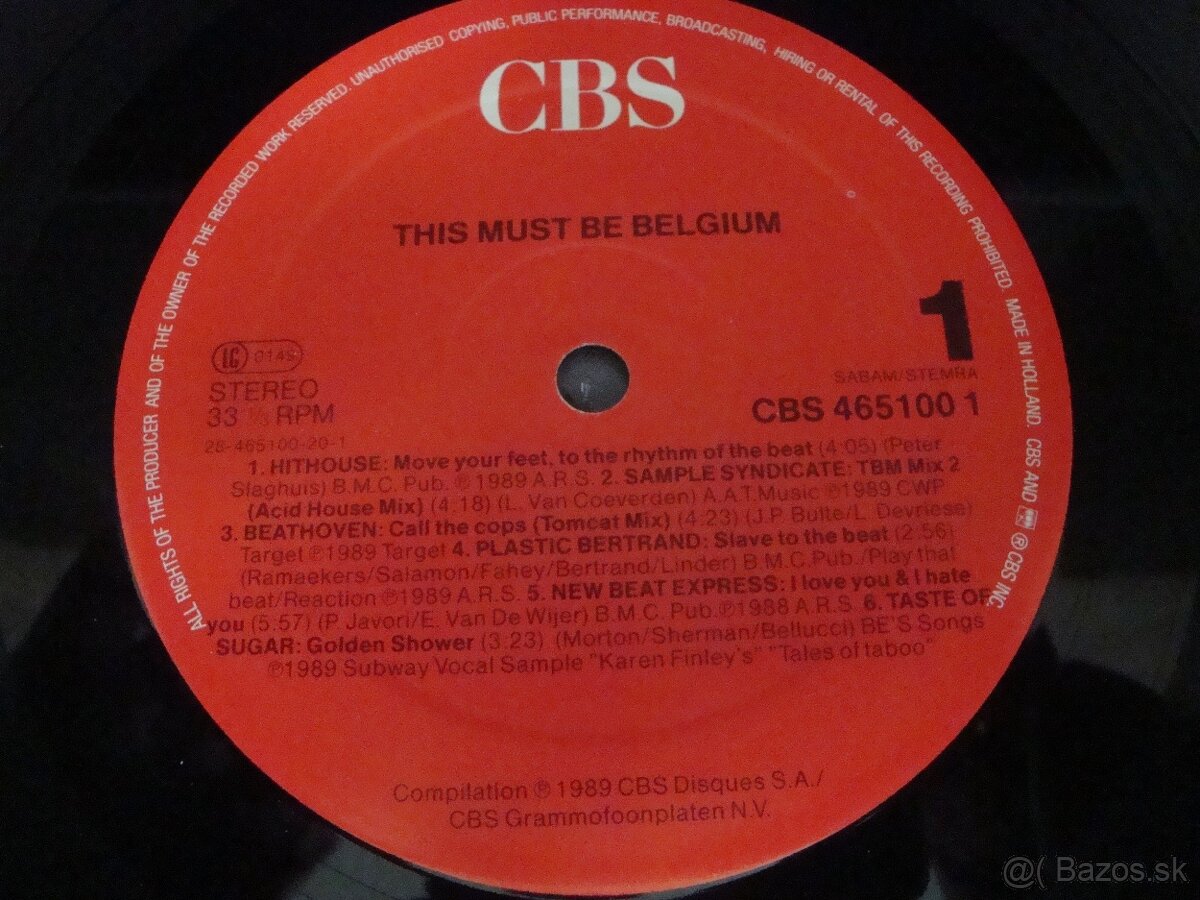 ALL RIGHTS OF THE PRODUCER AND OF THE OWNER OF THE RECORDED WORK RESERVED. UNAUTHORISED COPYING, PUBLIC PERFORMANCE, BROADCASTING, HIRING OR RENTAL OF THIS RECORDING PROHIBITED. MADE IN HOLLAND. CBS AND ® CBS INC.
CBS
THIS MUST BE BELGIUM
1
LC 0149
SABAM/STEMRA
STEREO
33 ⅓ RPM
CBS 465100 1
28-465100-20-1
1. HITHOUSE: Move your feet, to the rhythm of the beat (4:05) (Peter
Slaghuis) B.M.C. Pub. ℗ 1989 A.R.S. 2. SAMPLE SYNDICATE: TBM Mix 2
(Acid House Mix) (4.18) (L. Van Coeverden) A.A.T.Music ℗1989 CWP
3. BEATHOVEN: Call the cops (Tomcat Mix) (4:23) (J.P. Bulte/L. Devriese)
Target ℗1989 Target 4. PLASTIC BERTRAND: Slave to the beat (2:56)
(Ramaekers/Salamon/Fahey/Bertrand/Linder) B.M.C. Pub./Play that
beat/Reaction ℗1989 A.R.S. 5. NEW BEAT EXPRESS: I love you & I hate
you (5.57) (P. Javori/E. Van De Wijer) B.M.C. Pub. ℗1988 A.R.S. 6. TASTE OF
SUGAR: Golden Shower (3:23) (Morton/Sherman/Bellucci) BE'S Songs
℗1989 Subway Vocal Sample "Karen Finley's" "Tales of taboo"
Compilation ℗ 1989 CBS Disques S.A./
CBS Grammofoonplaten N.V.
@( Bazos.sk